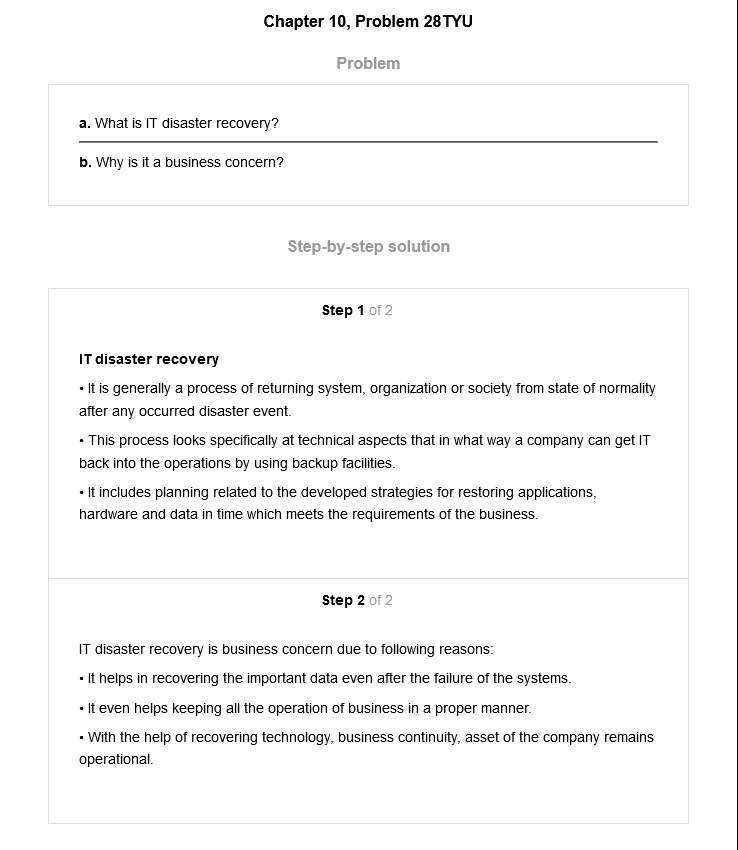 Chapter 10, Problem 28TYU
Problem
a. What is IT disaster recovery?
b. Why is it a business concern?
Step-by-step solution
Step 1 of 2
IT disaster recovery
• It is generally a process of returning system, organization or society from state of normality
after any occurred disaster event.
• This process looks specifically at technical aspects that in what way a company can get IT
back into the operations by using backup facilities.
• It includes planning related to the developed strategies for restoring applications,
hardware and data in time which meets the requirements of the business.
Step 2 of 2
IT disaster recovery is business concern due to following reasons:
• It helps in recovering the important data even after the failure of the systems.
• It even helps keeping all the operation of business in a proper manner.
• With the help of recovering technology, business continuity, asset of the company remains
operational.